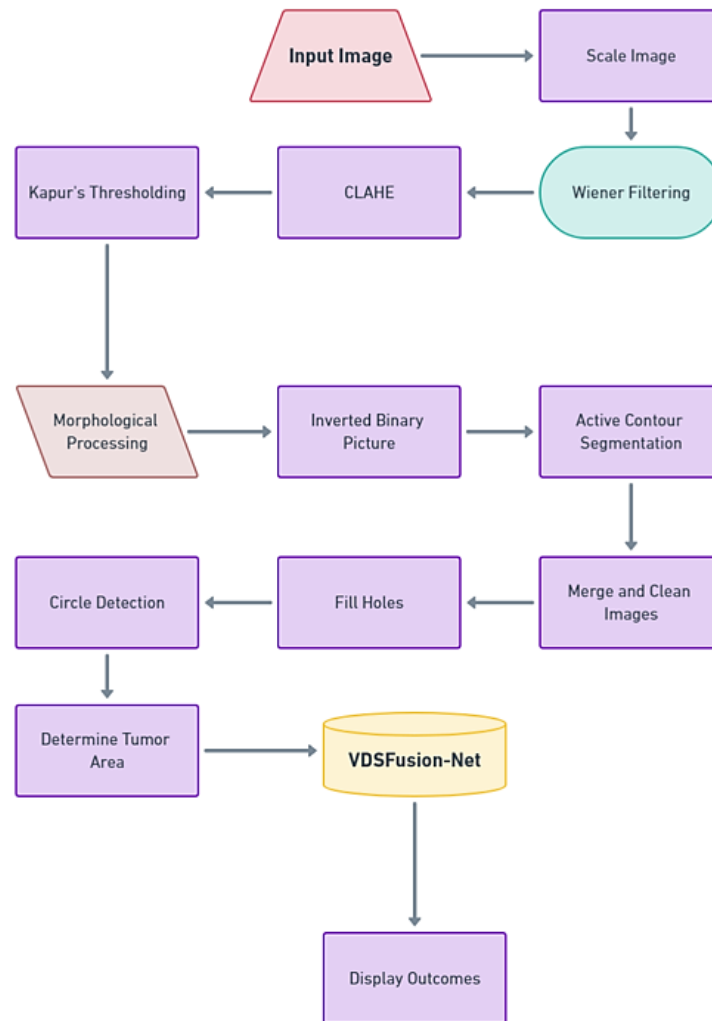 Input Image
Scale Image
Wiener Filtering
CLAHE
Kapur's Thresholding
Morphological
Processing
Inverted Binary
Picture
Active Contour
Segmentation
Merge and Clean
Images
Fill Holes
Circle Detection
Determine Tumor
Area
VDSFusion-Net
Display Outcomes